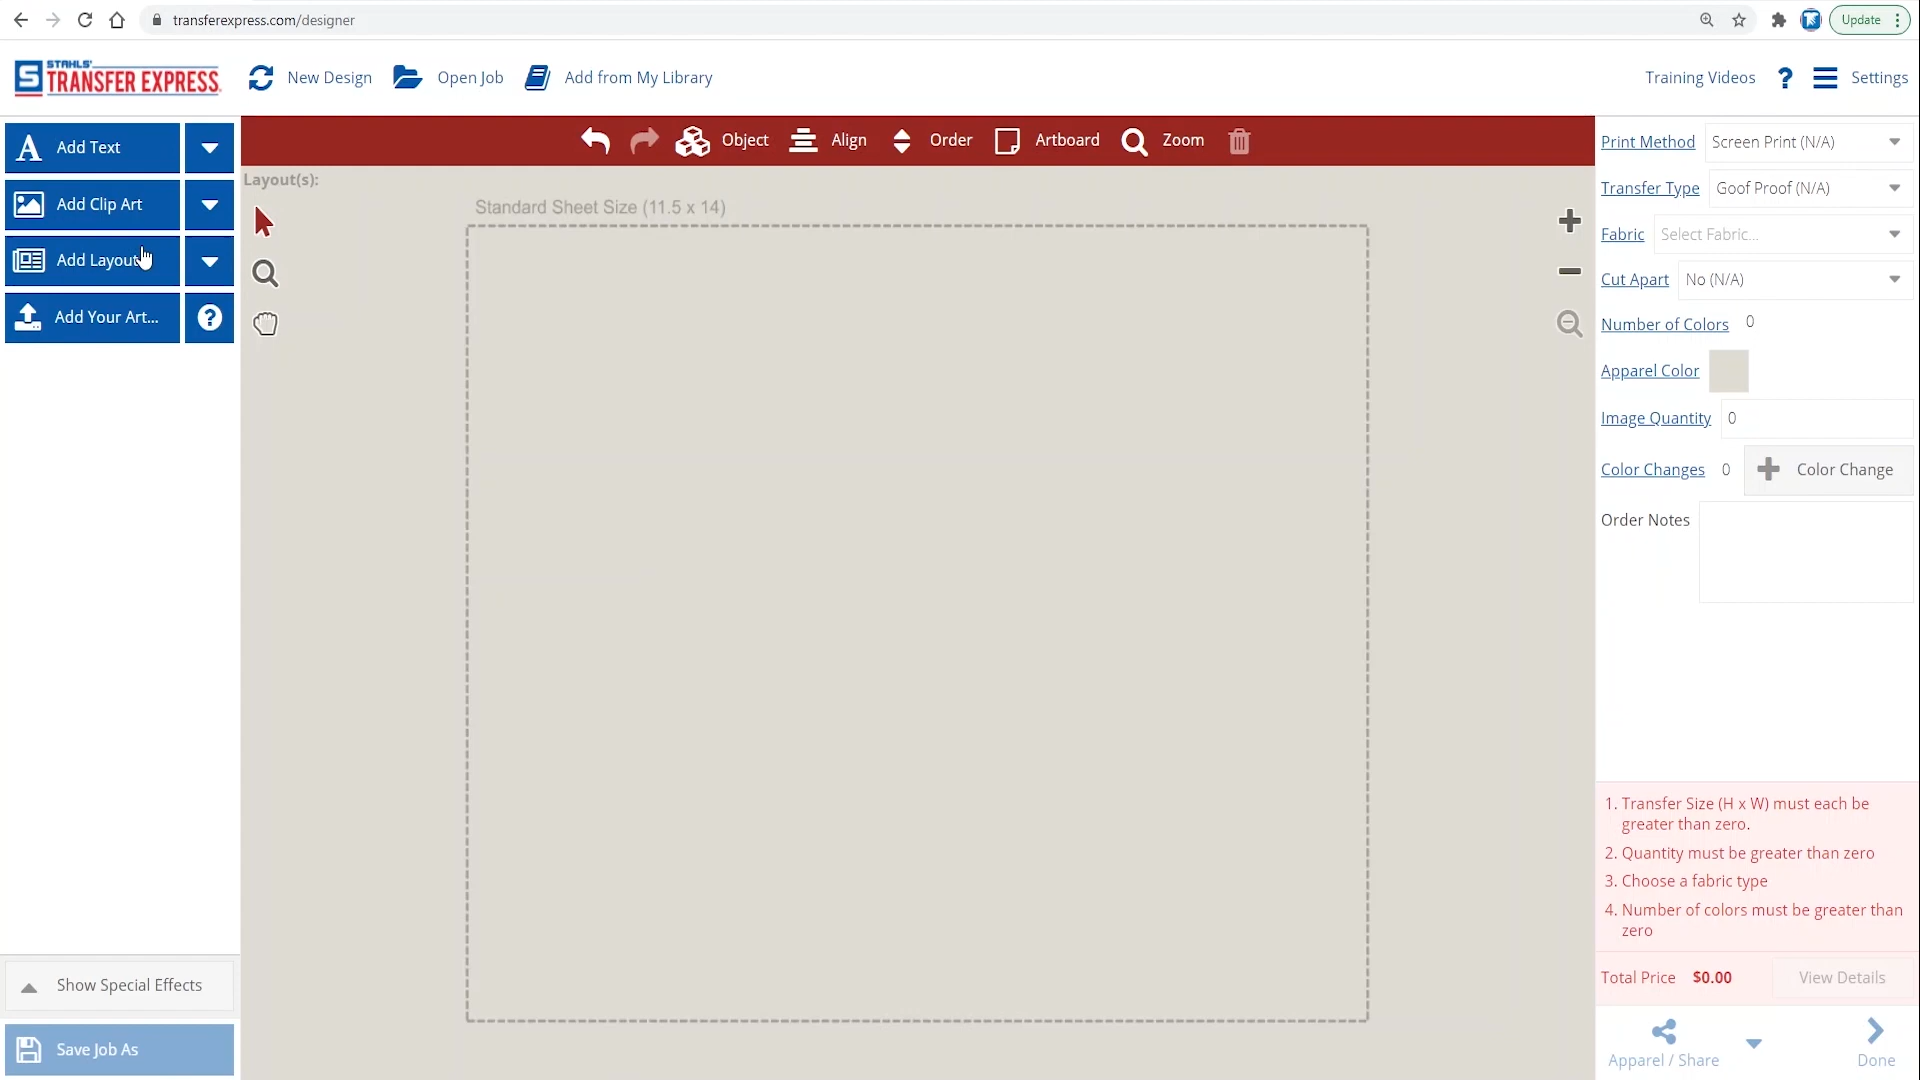 transferexpress.com/designer
Update
STAHLS'
TRANSFER EXPRESS
New Design
Open Job
Add from My Library
Training Videos
?
Settings
Add Text
Add Clip Art
Add Layout
Add Your Art...
?
Object
Align
Order
Artboard
Zoom
Layout(s):
Standard Sheet Size (11.5 x 14)
Print Method Screen Print (N/A)
Transfer Type Goof Proof (N/A)
Fabric Select Fabric...
Cut Apart No (N/A)
Number of Colors 0
Apparel Color
Image Quantity 0
Color Changes 0 Color Change
Order Notes
1. Transfer Size (H x W) must each be
greater than zero.
2. Quantity must be greater than zero
3. Choose a fabric type
4. Number of colors must be greater than
zero
Total Price $0.00 View Details
Show Special Effects
Save Job As
Apparel / Share
Done